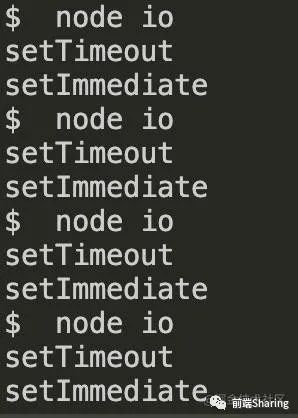 $  node io
setTimeout
setImmediate
$  node io
setTimeout
setImmediate
$  node io
setTimeout
setImmediate
$  node io
setTimeout
setImmediate
前端Sharing